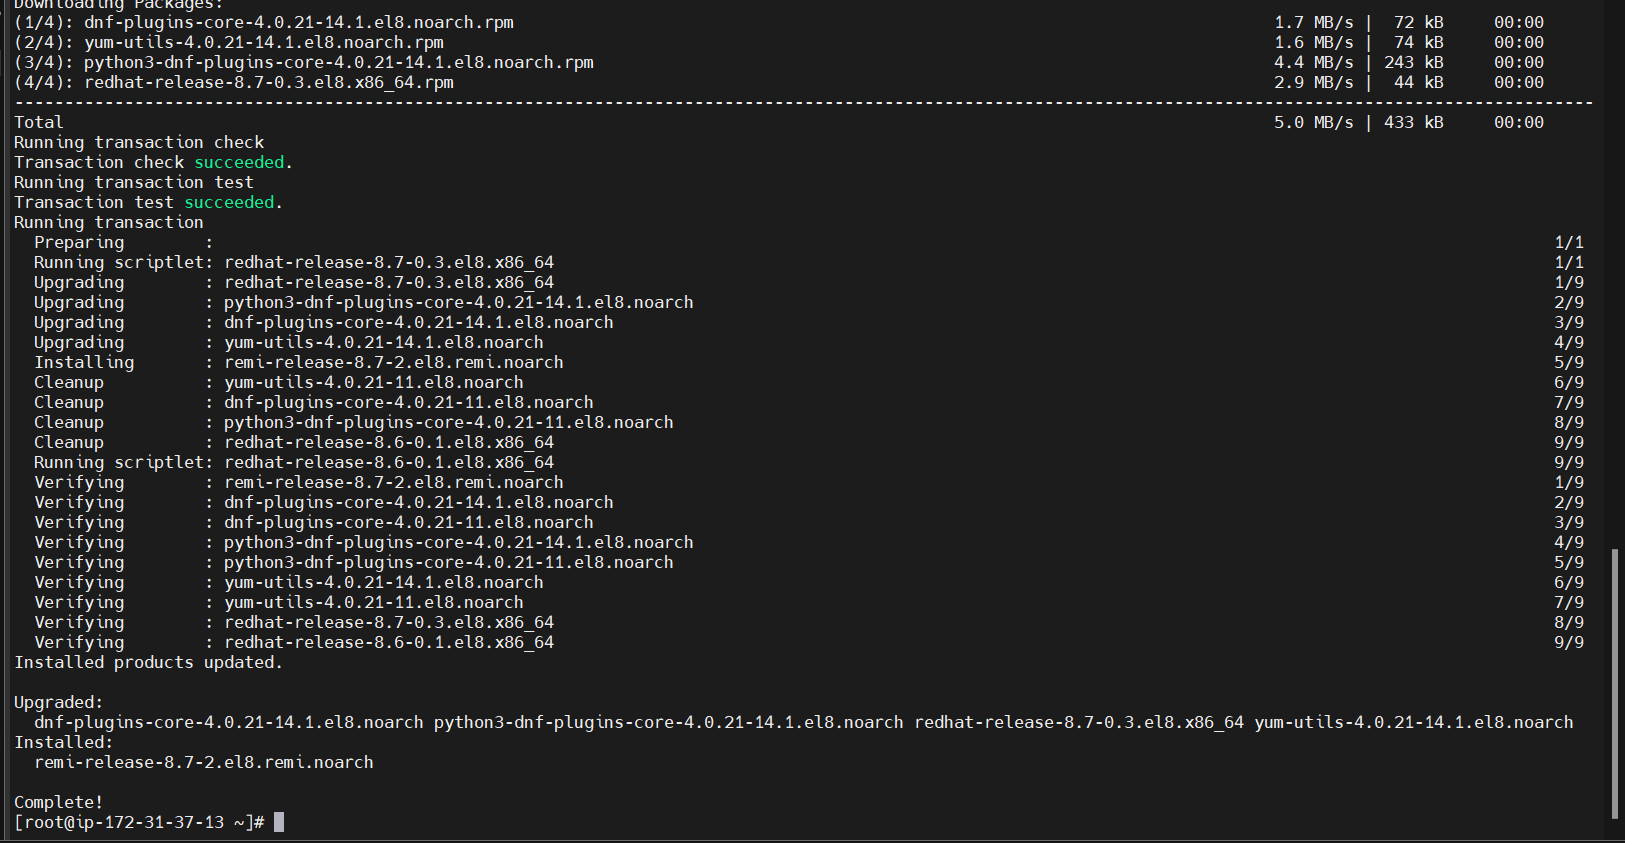 Downloading Packages:
(1/4): dnf-plugins-core-4.0.21-14.1.el8.noarch.rpm 1.7 MB/s | 72 kB 00:00
(2/4): yum-utils-4.0.21-14.1.el8.noarch.rpm 1.6 MB/s | 74 kB 00:00
(3/4): python3-dnf-plugins-core-4.0.21-14.1.el8.noarch.rpm 4.4 MB/s | 243 kB 00:00
(4/4): redhat-release-8.7-0.3.el8.x86_64.rpm 2.9 MB/s | 44 kB 00:00
--------------------------------------------------------------------------------------------------------------------------------------------------------------
Total 5.0 MB/s | 433 kB 00:00
Running transaction check
Transaction check succeeded.
Running transaction test
Transaction test succeeded.
Running transaction
Preparing : 1/1
Running scriptlet: redhat-release-8.7-0.3.el8.x86_64 1/1
Upgrading : redhat-release-8.7-0.3.el8.x86_64 1/9
Upgrading : python3-dnf-plugins-core-4.0.21-14.1.el8.noarch 2/9
Upgrading : dnf-plugins-core-4.0.21-14.1.el8.noarch 3/9
Upgrading : yum-utils-4.0.21-14.1.el8.noarch 4/9
Installing : remi-release-8.7-2.el8.remi.noarch 5/9
Cleanup : yum-utils-4.0.21-11.el8.noarch 6/9
Cleanup : dnf-plugins-core-4.0.21-11.el8.noarch 7/9
Cleanup : python3-dnf-plugins-core-4.0.21-11.el8.noarch 8/9
Cleanup : redhat-release-8.6-0.1.el8.x86_64 9/9
Running scriptlet: redhat-release-8.6-0.1.el8.x86_64 9/9
Verifying : remi-release-8.7-2.el8.remi.noarch 1/9
Verifying : dnf-plugins-core-4.0.21-14.1.el8.noarch 2/9
Verifying : dnf-plugins-core-4.0.21-11.el8.noarch 3/9
Verifying : python3-dnf-plugins-core-4.0.21-14.1.el8.noarch 4/9
Verifying : python3-dnf-plugins-core-4.0.21-11.el8.noarch 5/9
Verifying : yum-utils-4.0.21-14.1.el8.noarch 6/9
Verifying : yum-utils-4.0.21-11.el8.noarch 7/9
Verifying : redhat-release-8.7-0.3.el8.x86_64 8/9
Verifying : redhat-release-8.6-0.1.el8.x86_64 9/9
Installed products updated.
Upgraded:
dnf-plugins-core-4.0.21-14.1.el8.noarch python3-dnf-plugins-core-4.0.21-14.1.el8.noarch redhat-release-8.7-0.3.el8.x86_64 yum-utils-4.0.21-14.1.el8.noarch
Installed:
remi-release-8.7-2.el8.remi.noarch
Complete!
[root@ip-172-31-37-13 ~]#